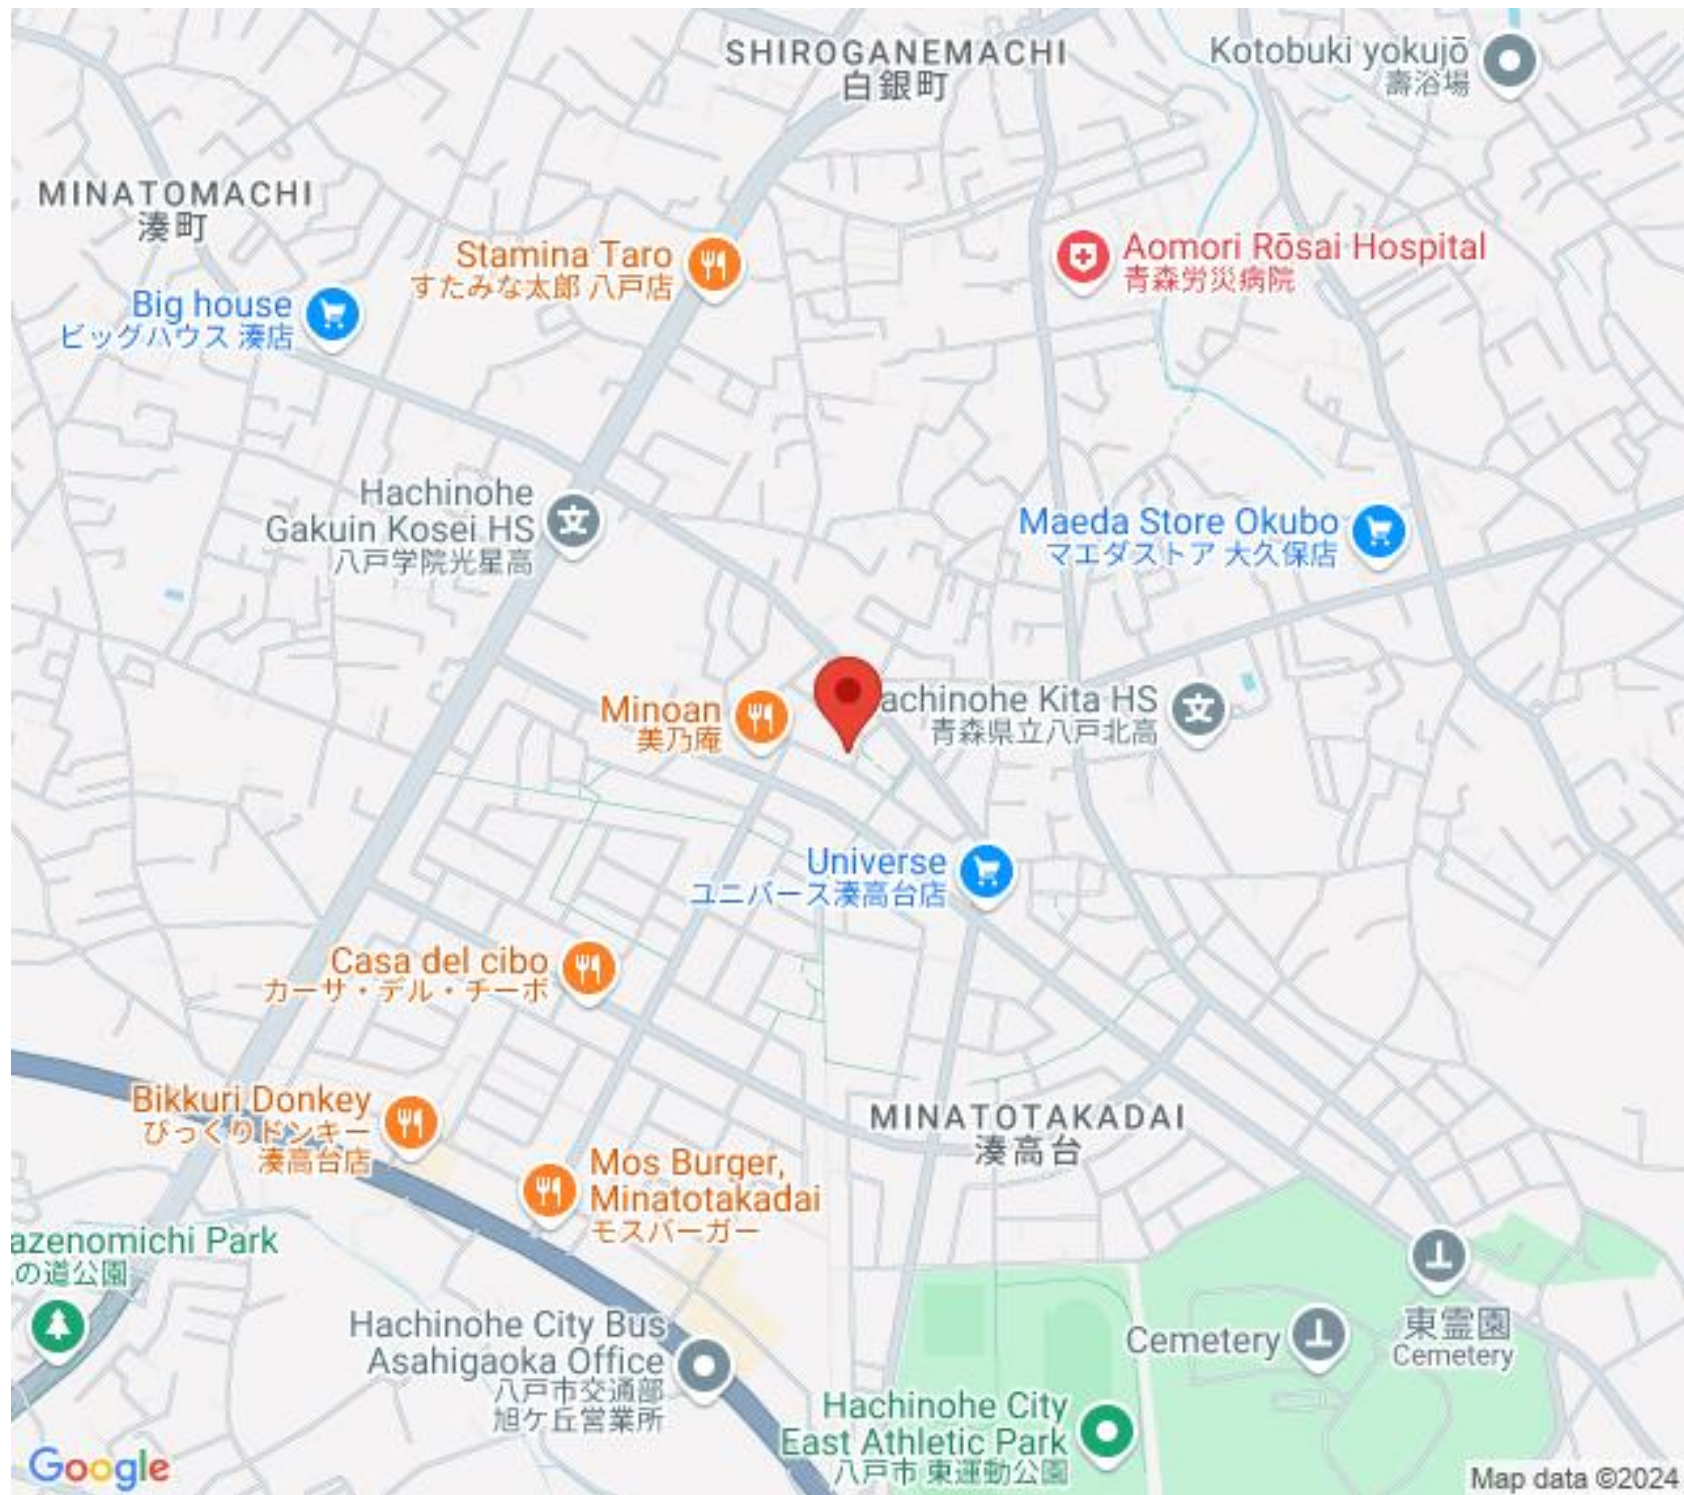 SHIROGANEMACHI
白銀町
Kotobuki yokujō
壽浴場
MINATOMACHI
湊町
Stamina Taro
すたみな太郎 八戸店
Aomori Rōsai Hospital
青森労災病院
Big house
ビッグハウス 湊店
Hachinohe
Gakuin Kosei HS
八戸学院光星高
Maeda Store Okubo
マエダストア 大久保店
Minoan
美乃庵
achinohe Kita HS
青森県立八戸北高
Universe
ユニバース湊高台店
Casa del cibo
カーサ・デル・チーボ
Bikkuri Donkey
びっくりドンキー
湊高台店
MINATOTAKADAI
湊高台
Mos Burger,
Minatotakadai
モスバーガー
azenomichi Park
の道公園
Hachinohe City Bus
Asahigaoka Office
八戸市交通部
旭ケ丘営業所
Cemetery
東霊園
Cemetery
Hachinohe City
East Athletic Park
八戸市 東運動公園
Google
Map data ©2024